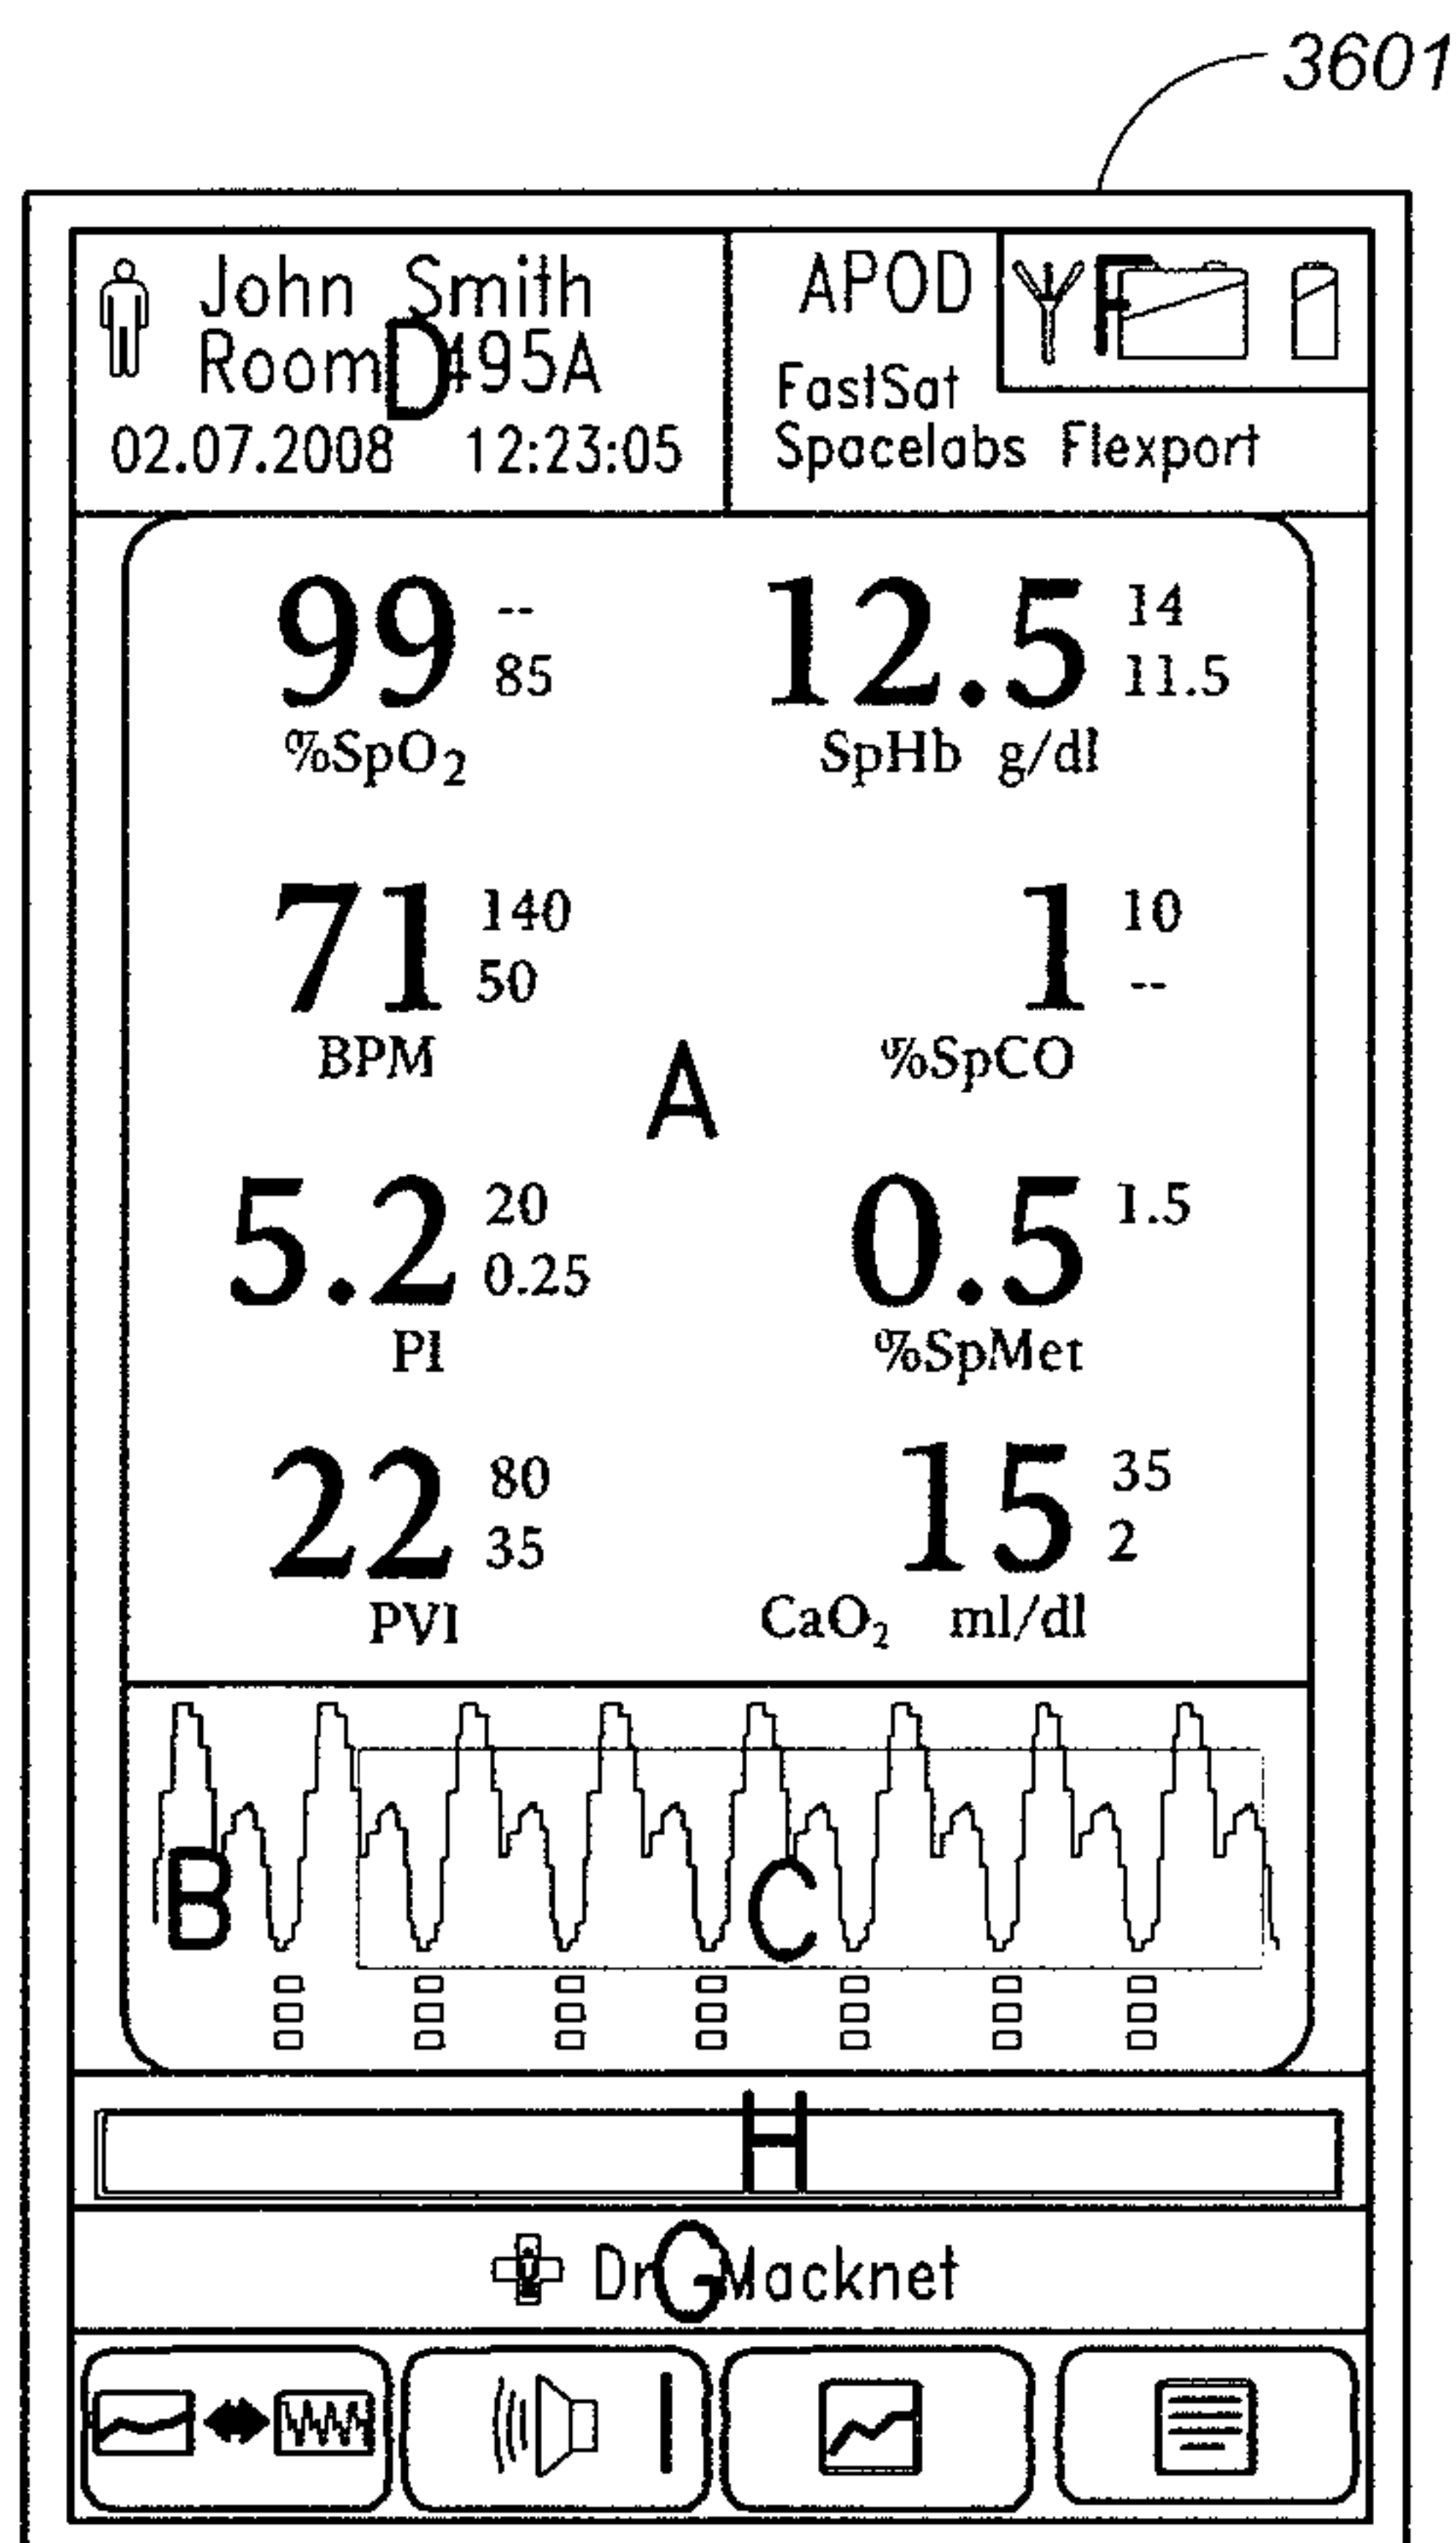 3601
John Smith
Room D495A
02.07.2008 12:23:05
APOD
F
FastSat
Spacelabs Flexport
99 -- 85
%SpO₂
12.5 14 11.5
SpHb g/dl
71 140 50
BPM
1 10 --
%SpCO
A
5.2 20 0.25
PI
0.5 1.5
%SpMet
22 80 35
PVI
15 35 2
CaO₂ ml/dl
B
C
H
Dr G Macknet
I